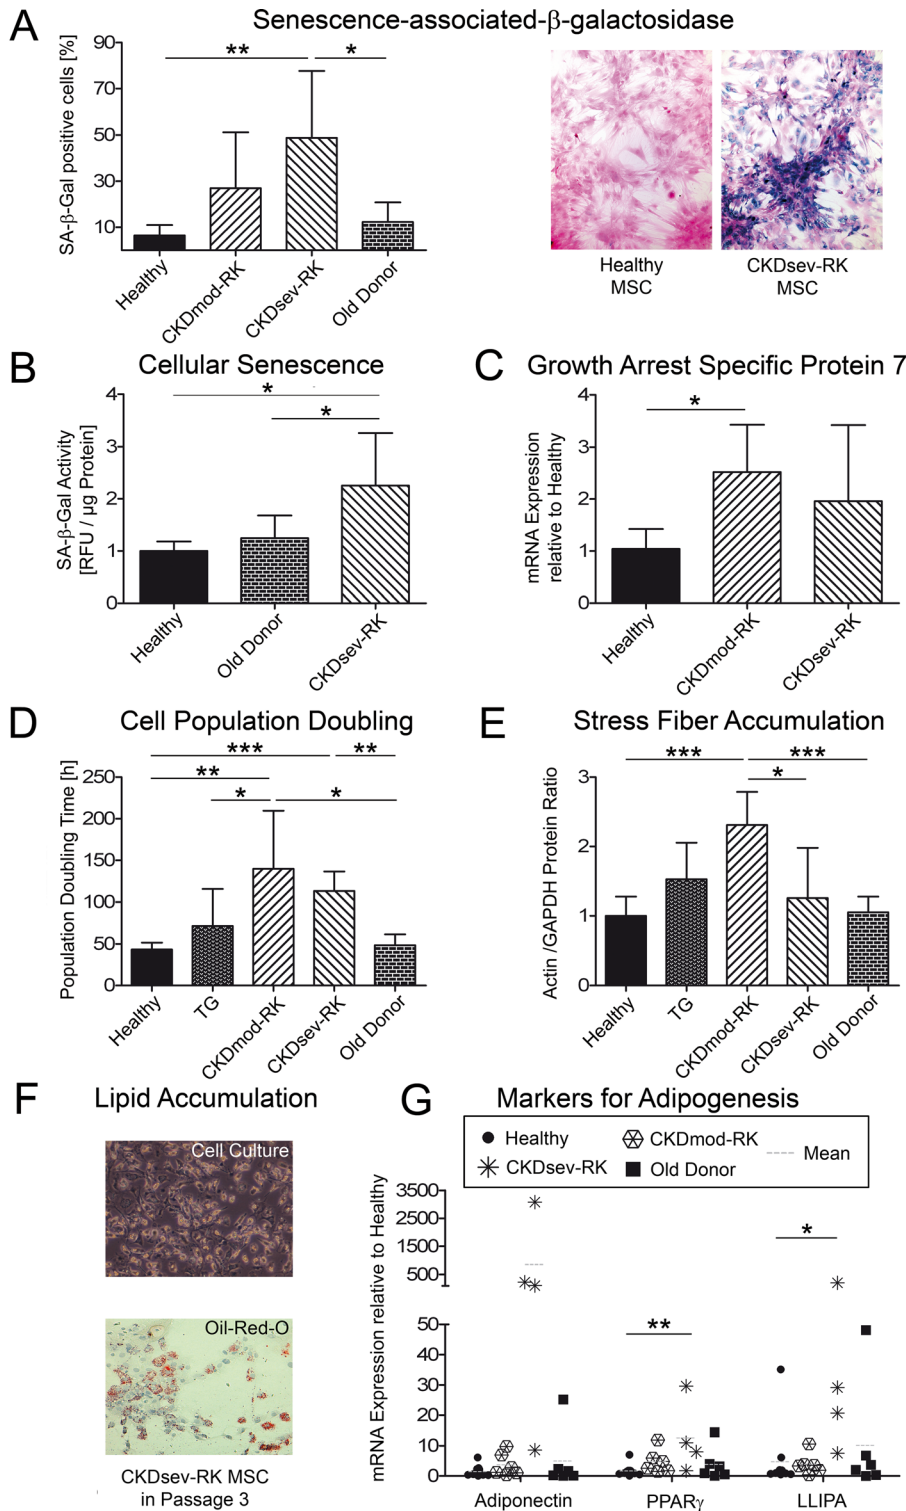 A
Senescence-associated-β-galactosidase
SA-β-Gal positive cells [%]
90
70
50
30
10
**
*
Healthy
CKDmod-RK
CKDsev-RK
Old Donor
Healthy
MSC
CKDsev-RK
MSC
B
Cellular Senescence
SA-β-Gal Activity
[RFU / µg Protein]
4
3
2
1
0
*
*
Healthy
Old Donor
CKDsev-RK
C
Growth Arrest Specific Protein 7
mRNA Expression
relative to Healthy
4
3
2
1
0
*
Healthy
CKDmod-RK
CKDsev-RK
D
Cell Population Doubling
Population Doubling Time [h]
250
200
150
100
50
0
***
**
**
*
*
Healthy
TG
CKDmod-RK
CKDsev-RK
Old Donor
E
Stress Fiber Accumulation
Actin /GAPDH Protein Ratio
3
2
1
0
***
***
*
Healthy
TG
CKDmod-RK
CKDsev-RK
Old Donor
F
Lipid Accumulation
Cell Culture
Oil-Red-O
CKDsev-RK MSC
in Passage 3
G
Markers for Adipogenesis
Healthy
CKDmod-RK
CKDsev-RK
Old Donor
Mean
mRNA Expression relative to Healthy
3500
2500
1500
500
50
40
30
20
10
0
**
*
Adiponectin
PPARγ
LLIPA